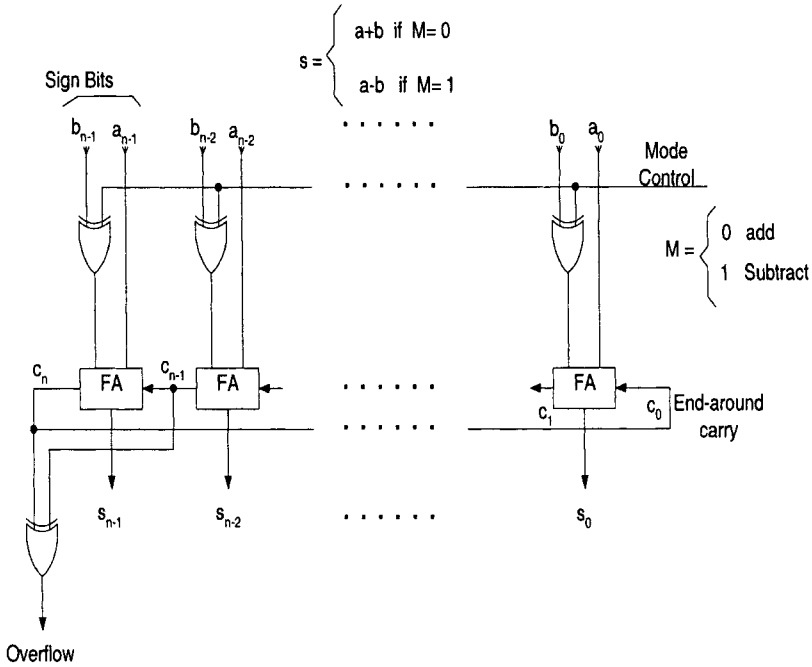 a+b if M= 0
s =
a-b if M= 1
Sign Bits
b_{n-1} a_{n-1} b_{n-2} a_{n-2} . . . . . . b_0 a_0
Mode
Control
. . . . . .
M =
0 add
1 Subtract
c_n FA c_{n-1} FA . . . . . . FA
c_1 c_0 End-around
carry
. . . . . .
s_{n-1} s_{n-2} . . . . . . s_0
Overflow